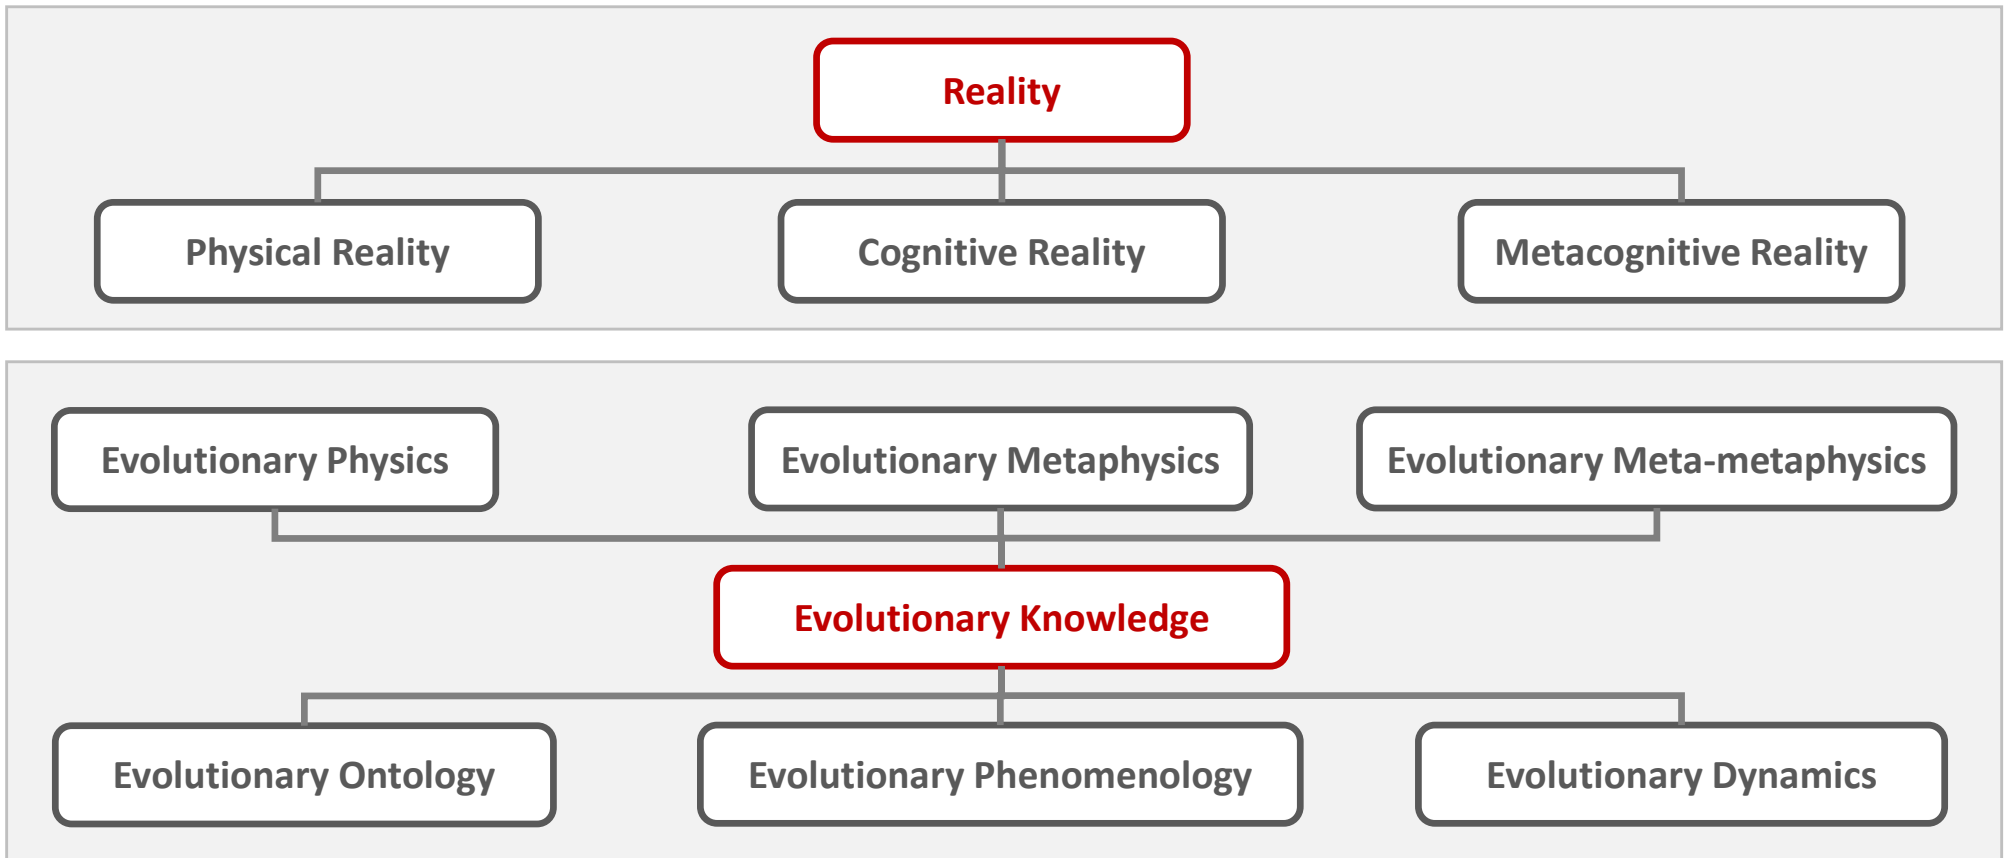 Reality
Physical Reality
Cognitive Reality
Metacognitive Reality
Evolutionary Physics
Evolutionary Metaphysics
Evolutionary Meta-metaphysics
Evolutionary Knowledge
Evolutionary Ontology
Evolutionary Phenomenology
Evolutionary Dynamics